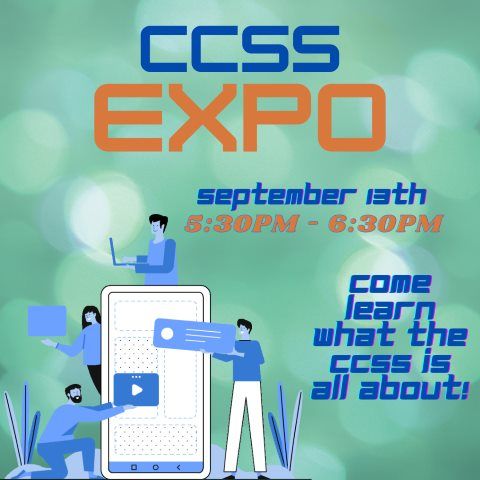 CCSS
EXPO
september 13th
5:30PM - 6:30PM
come
learn
what the
ccss is
all about!